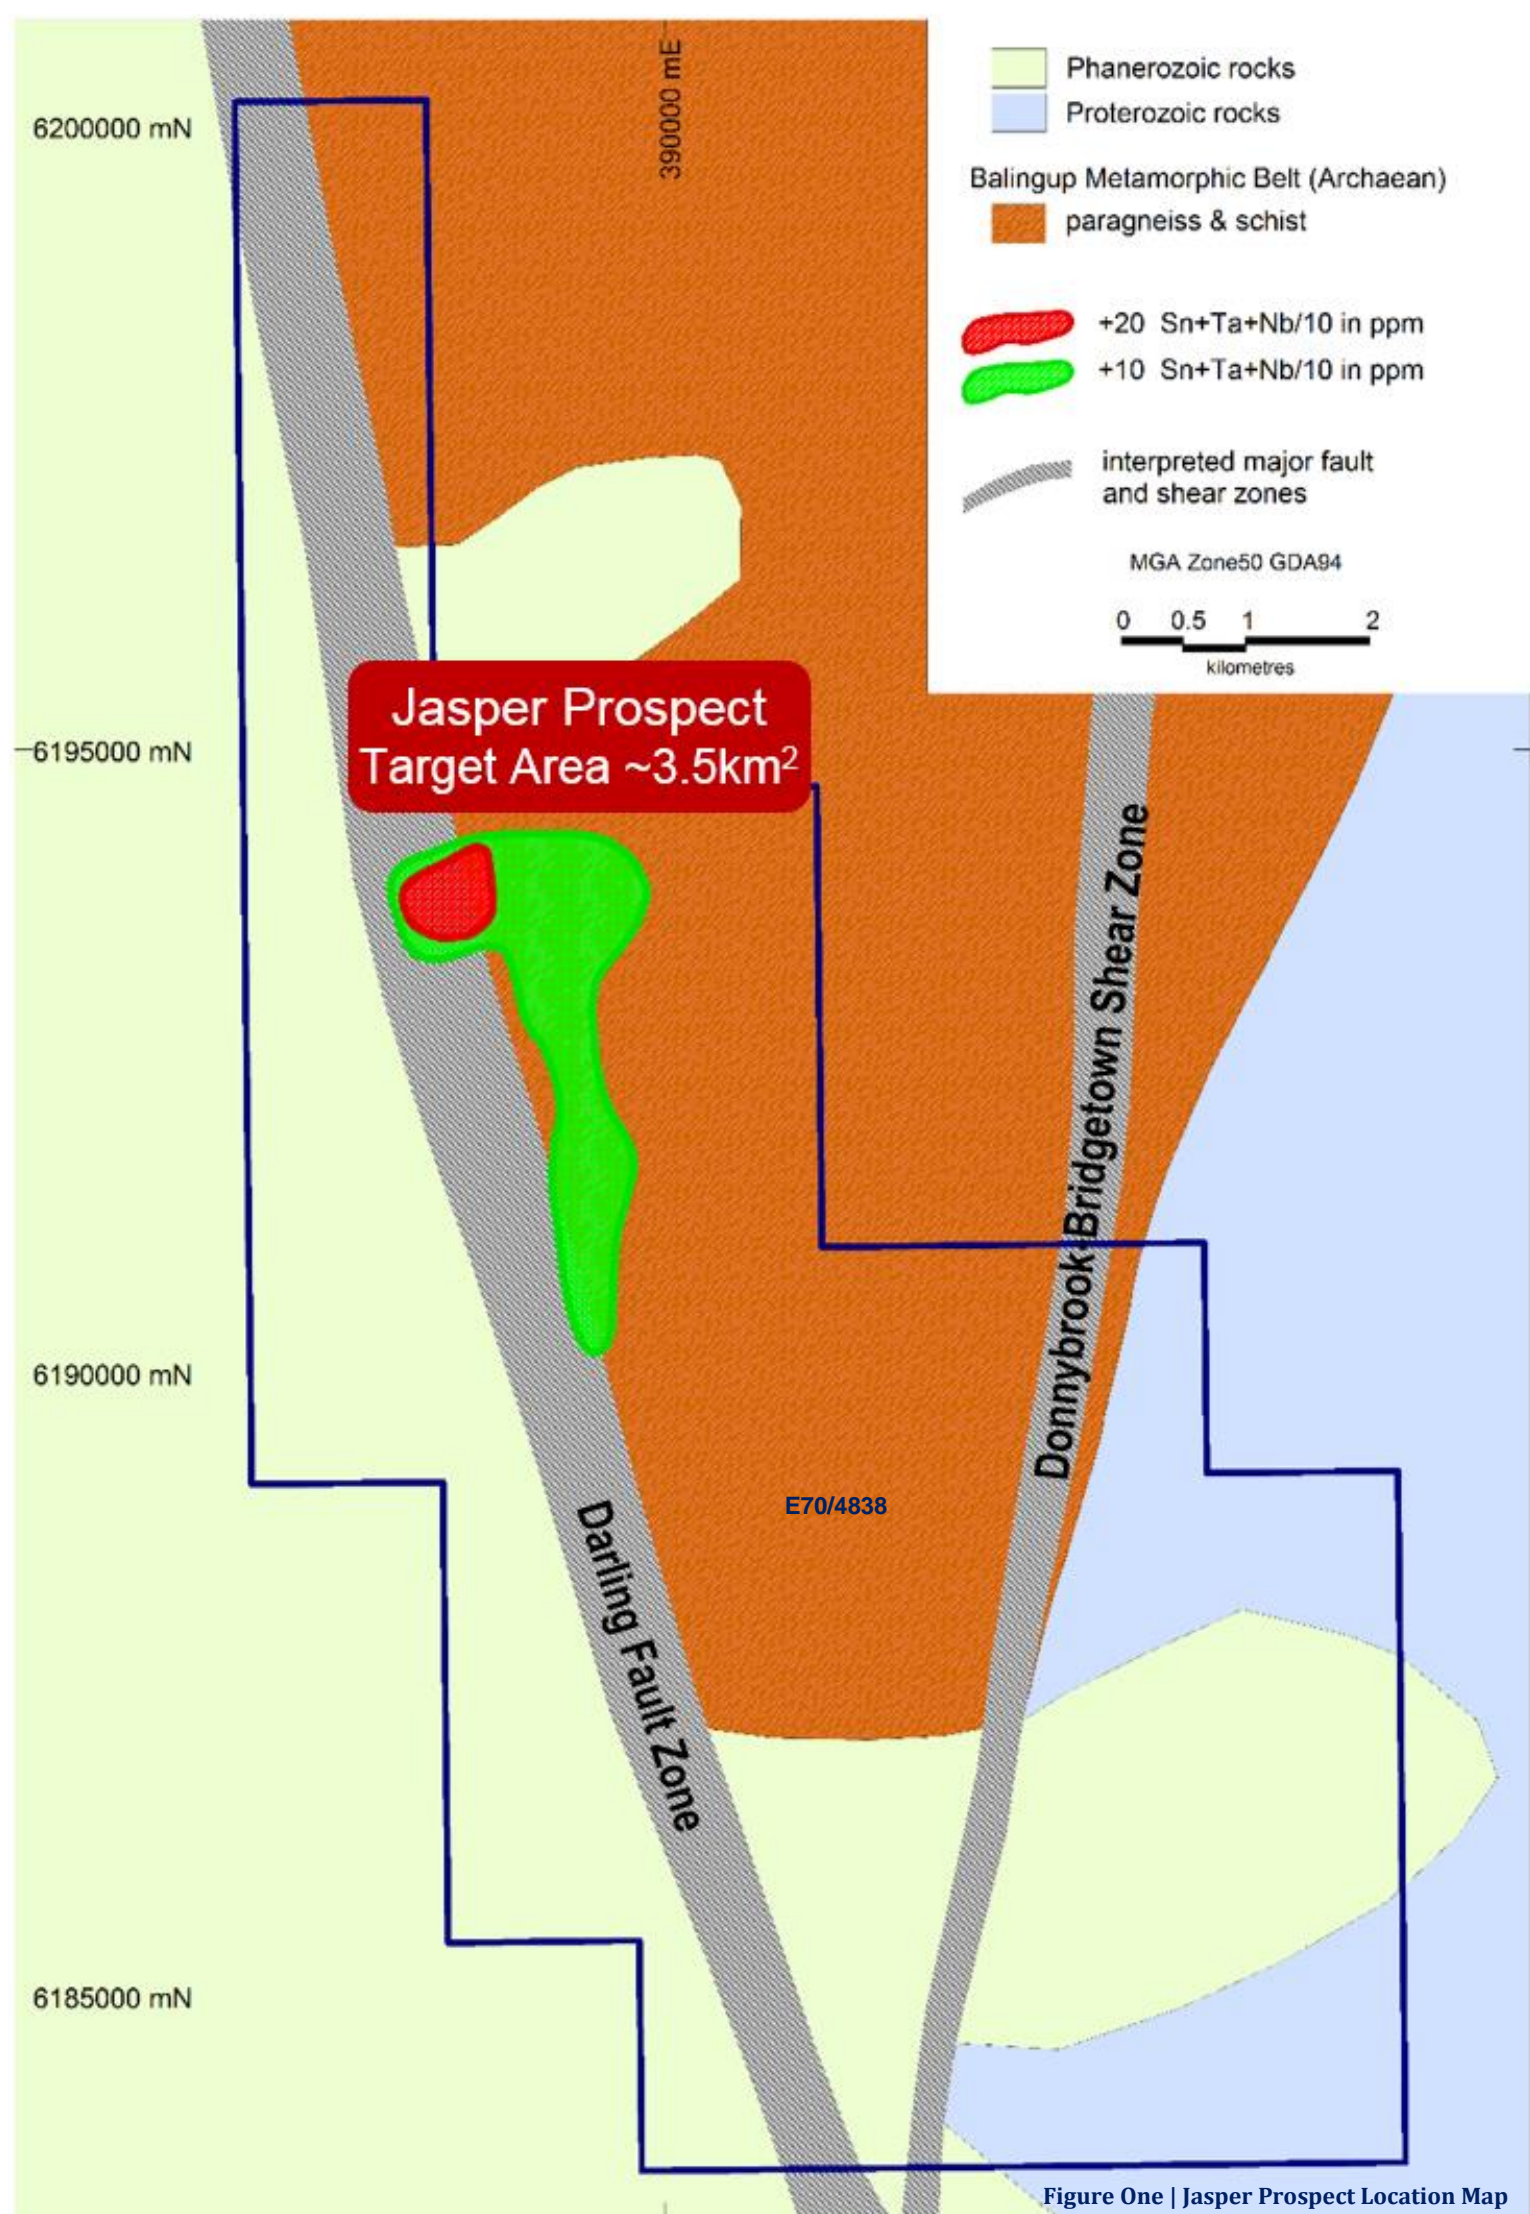 390000 mE
6200000 mN
Phanerozoic rocks
Proterozoic rocks
Balingup Metamorphic Belt (Archaean)
paragneiss & schist
+20 Sn+Ta+Nb/10 in ppm
+10 Sn+Ta+Nb/10 in ppm
interpreted major fault
and shear zones
MGA Zone50 GDA94
0 0.5 1 2
kilometres
Jasper Prospect
Target Area ~3.5km²
6195000 mN
Donnybrook-Bridgetown Shear Zone
6190000 mN
E70/4838
Darling Fault Zone
6185000 mN
Figure One | Jasper Prospect Location Map